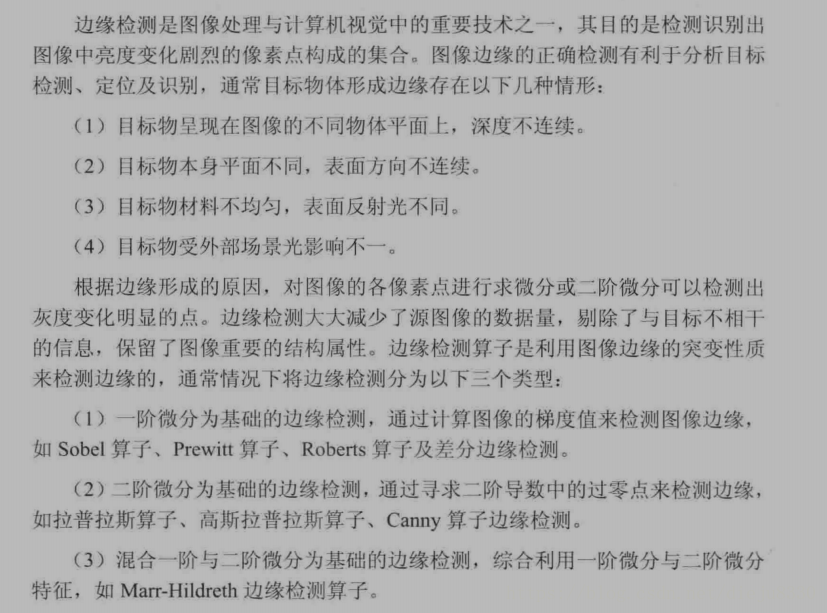 边缘检测是图像处理与计算机视觉中的重要技术之一，其目的是检测识别出
图像中亮度变化剧烈的像素点构成的集合。图像边缘的正确检测有利于分析目标
检测、定位及识别，通常目标物体形成边缘存在以下几种情形：
（1）目标物呈现在图像的不同物体平面上，深度不连续。
（2）目标物本身平面不同，表面方向不连续。
（3）目标物材料不均匀，表面反射光不同。
（4）目标物受外部场景光影响不一。
根据边缘形成的原因，对图像的各像素点进行求微分或二阶微分可以检测出
灰度变化明显的点。边缘检测大大减少了源图像的数据量，剔除了与目标不相干
的信息，保留了图像重要的结构属性。边缘检测算子是利用图像边缘的突变性质
来检测边缘的，通常情况下将边缘检测分为以下三个类型：
（1）一阶微分为基础的边缘检测，通过计算图像的梯度值来检测图像边缘，
如 Sobel 算子、Prewitt 算子、Roberts 算子及差分边缘检测。
（2）二阶微分为基础的边缘检测，通过寻求二阶导数中的过零点来检测边缘，
如拉普拉斯算子、高斯拉普拉斯算子、Canny 算子边缘检测。
（3）混合一阶与二阶微分为基础的边缘检测，综合利用一阶微分与二阶微分
特征，如 Marr-Hildreth 边缘检测算子。